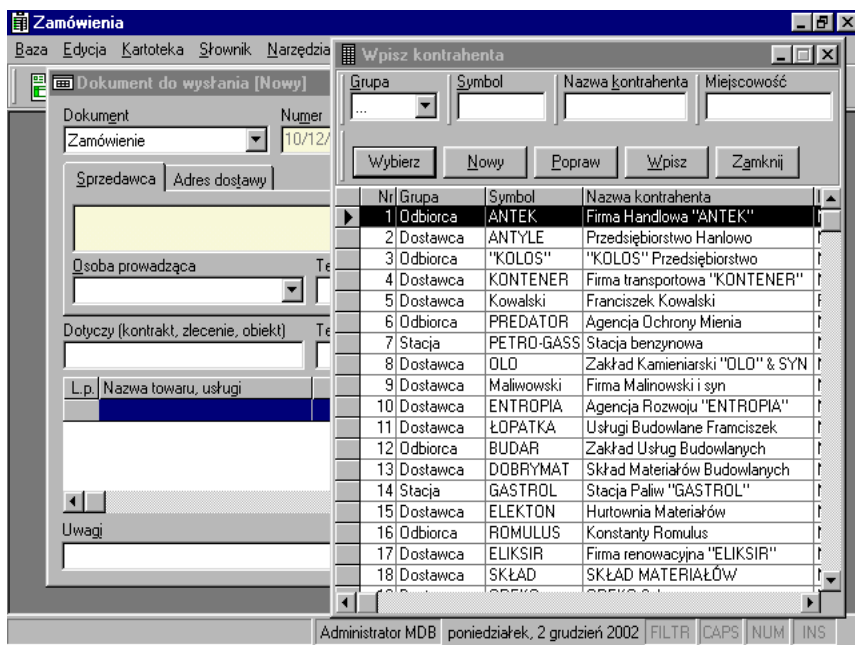 Zamówienia
Baza Edycja Kartoteka Słownik Narzędzia
Dokument do wysłania [Nowy]
Dokument Numer
Zamówienie 10/12/
Sprzedawca Adres dostawy
Osoba prowadząca Te
Dotyczy (kontrakt, zlecenie, obiekt) Te
L.p. Nazwa towaru, usługi
Uwagi
Wpisz kontrahenta
Grupa Symbol Nazwa kontrahenta Miejscowość
...
Wybierz Nowy Popraw Wpisz Zamknij
Nr Grupa Symbol Nazwa kontrahenta
1 Odbiorca ANTEK Firma Handlowa "ANTEK"
2 Dostawca ANTYLE Przedsiębiorstwo Hanlowo
3 Odbiorca "KOLOS" "KOLOS" Przedsiębiorstwo
4 Dostawca KONTENER Firma transportowa "KONTENER"
5 Dostawca Kowalski Franciszek Kowalski
6 Odbiorca PREDATOR Agencja Ochrony Mienia
7 Stacja PETRO-GASS Stacja benzynowa
8 Dostawca OLO Zakład Kamieniarski "OLO" & SYN
9 Dostawca Maliwowski Firma Malinowski i syn
10 Dostawca ENTROPIA Agencja Rozwoju "ENTROPIA"
11 Dostawca ŁOPATKA Usługi Budowlane Framciszek
12 Odbiorca BUDAR Zakład Usług Budowlanych
13 Dostawca DOBRYMAT Skład Materiałów Budowlanych
14 Stacja GASTROL Stacja Paliw "GASTROL"
15 Dostawca ELEKTON Hurtownia Materiałów
16 Odbiorca ROMULUS Konstanty Romulus
17 Dostawca ELIKSIR Firma renowacyjna "ELIKSIR"
18 Dostawca SKŁAD SKŁAD MATERIAŁÓW
Administrator MDB poniedziałek, 2 grudzień 2002 FILTR CAPS NUM INS